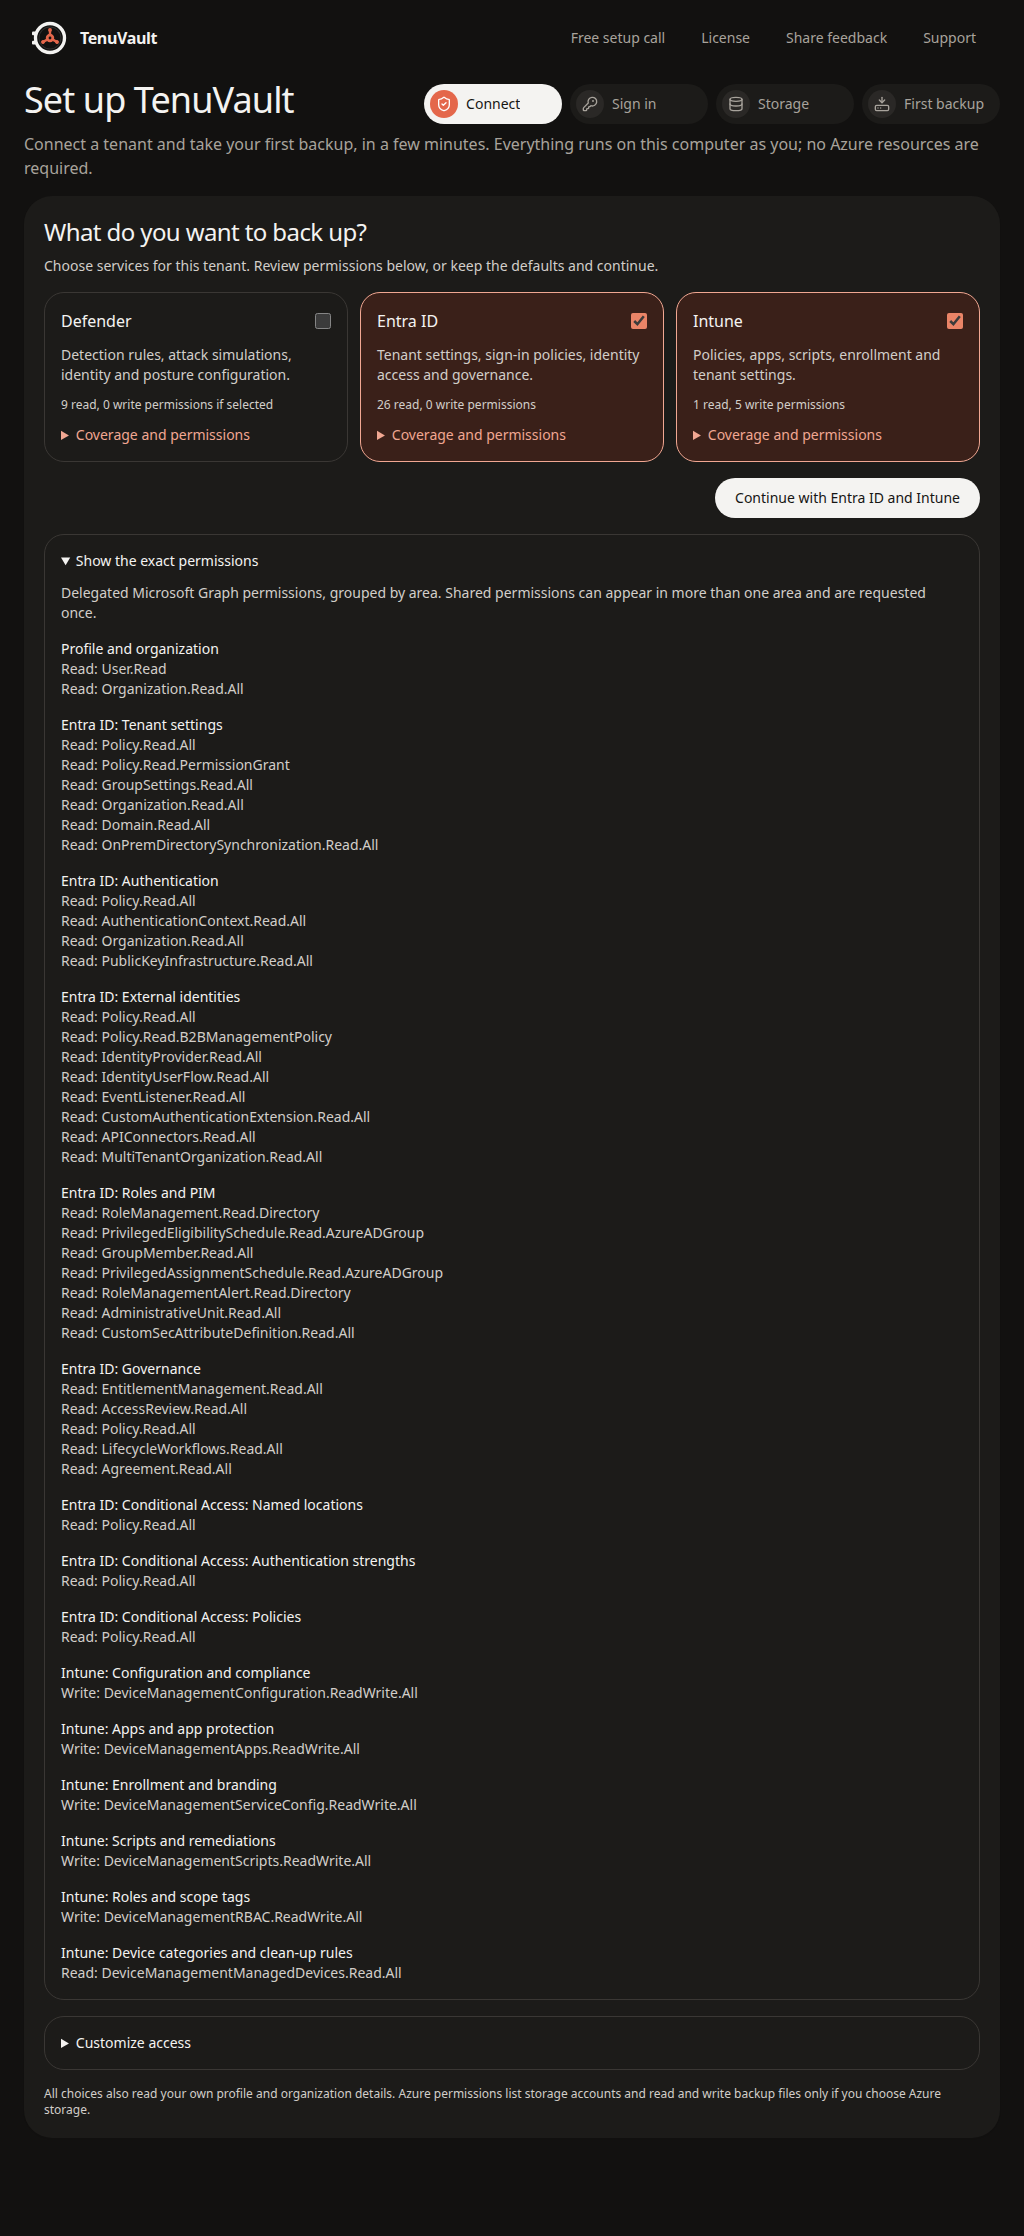 TenuVault
Free setup call
License
Share feedback
Support
Set up TenuVault
Connect
Sign in
Storage
First backup
Connect a tenant and take your first backup, in a few minutes. Everything runs on this computer as you; no Azure resources are
required.
What do you want to back up?
Choose services for this tenant. Review permissions below, or keep the defaults and continue.
Defender
Detection rules, attack simulations,
identity and posture configuration.
9 read, 0 write permissions if selected
Coverage and permissions
Entra ID
Tenant settings, sign-in policies, identity
access and governance.
26 read, 0 write permissions
Coverage and permissions
Intune
Policies, apps, scripts, enrollment and
tenant settings.
1 read, 5 write permissions
Coverage and permissions
Continue with Entra ID and Intune
Show the exact permissions
Delegated Microsoft Graph permissions, grouped by area. Shared permissions can appear in more than one area and are requested
once.
Profile and organization
Read: User.Read
Read: Organization.Read.All
Entra ID: Tenant settings
Read: Policy.Read.All
Read: Policy.Read.PermissionGrant
Read: GroupSettings.Read.All
Read: Organization.Read.All
Read: Domain.Read.All
Read: OnPremDirectorySynchronization.Read.All
Entra ID: Authentication
Read: Policy.Read.All
Read: AuthenticationContext.Read.All
Read: Organization.Read.All
Read: PublicKeyInfrastructure.Read.All
Entra ID: External identities
Read: Policy.Read.All
Read: Policy.Read.B2BManagementPolicy
Read: IdentityProvider.Read.All
Read: IdentityUserFlow.Read.All
Read: EventListener.Read.All
Read: CustomAuthenticationExtension.Read.All
Read: APIConnectors.Read.All
Read: MultiTenantOrganization.Read.All
Entra ID: Roles and PIM
Read: RoleManagement.Read.Directory
Read: PrivilegedEligibilitySchedule.Read.AzureADGroup
Read: GroupMember.Read.All
Read: PrivilegedAssignmentSchedule.Read.AzureADGroup
Read: RoleManagementAlert.Read.Directory
Read: AdministrativeUnit.Read.All
Read: CustomSecAttributeDefinition.Read.All
Entra ID: Governance
Read: EntitlementManagement.Read.All
Read: AccessReview.Read.All
Read: Policy.Read.All
Read: LifecycleWorkflows.Read.All
Read: Agreement.Read.All
Entra ID: Conditional Access: Named locations
Read: Policy.Read.All
Entra ID: Conditional Access: Authentication strengths
Read: Policy.Read.All
Entra ID: Conditional Access: Policies
Read: Policy.Read.All
Intune: Configuration and compliance
Write: DeviceManagementConfiguration.ReadWrite.All
Intune: Apps and app protection
Write: DeviceManagementApps.ReadWrite.All
Intune: Enrollment and branding
Write: DeviceManagementServiceConfig.ReadWrite.All
Intune: Scripts and remediations
Write: DeviceManagementScripts.ReadWrite.All
Intune: Roles and scope tags
Write: DeviceManagementRBAC.ReadWrite.All
Intune: Device categories and clean-up rules
Read: DeviceManagementManagedDevices.Read.All
Customize access
All choices also read your own profile and organization details. Azure permissions list storage accounts and read and write backup files only if you choose Azure
storage.